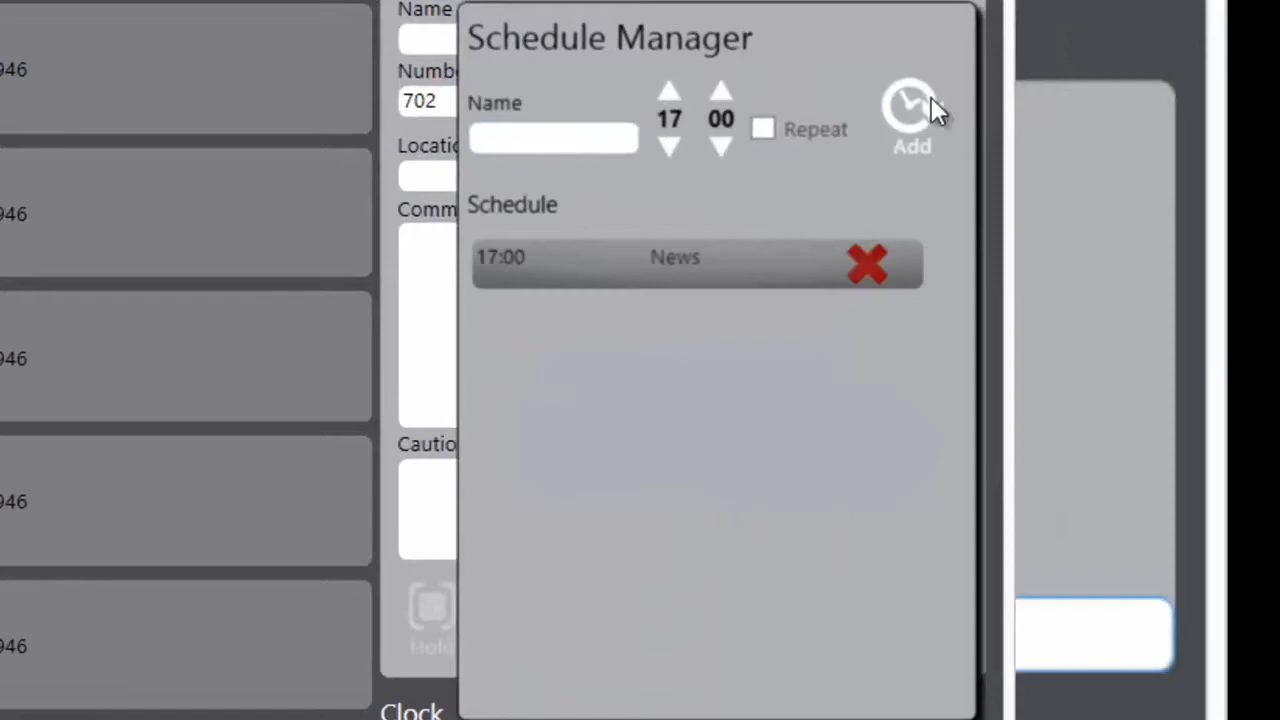 946
946
946
946
946
Name
Numb
702
Locatio
Comm
Cautio
Hold
Clock
Schedule Manager
Name
17
00
Repeat
Add
Schedule
17:00 News